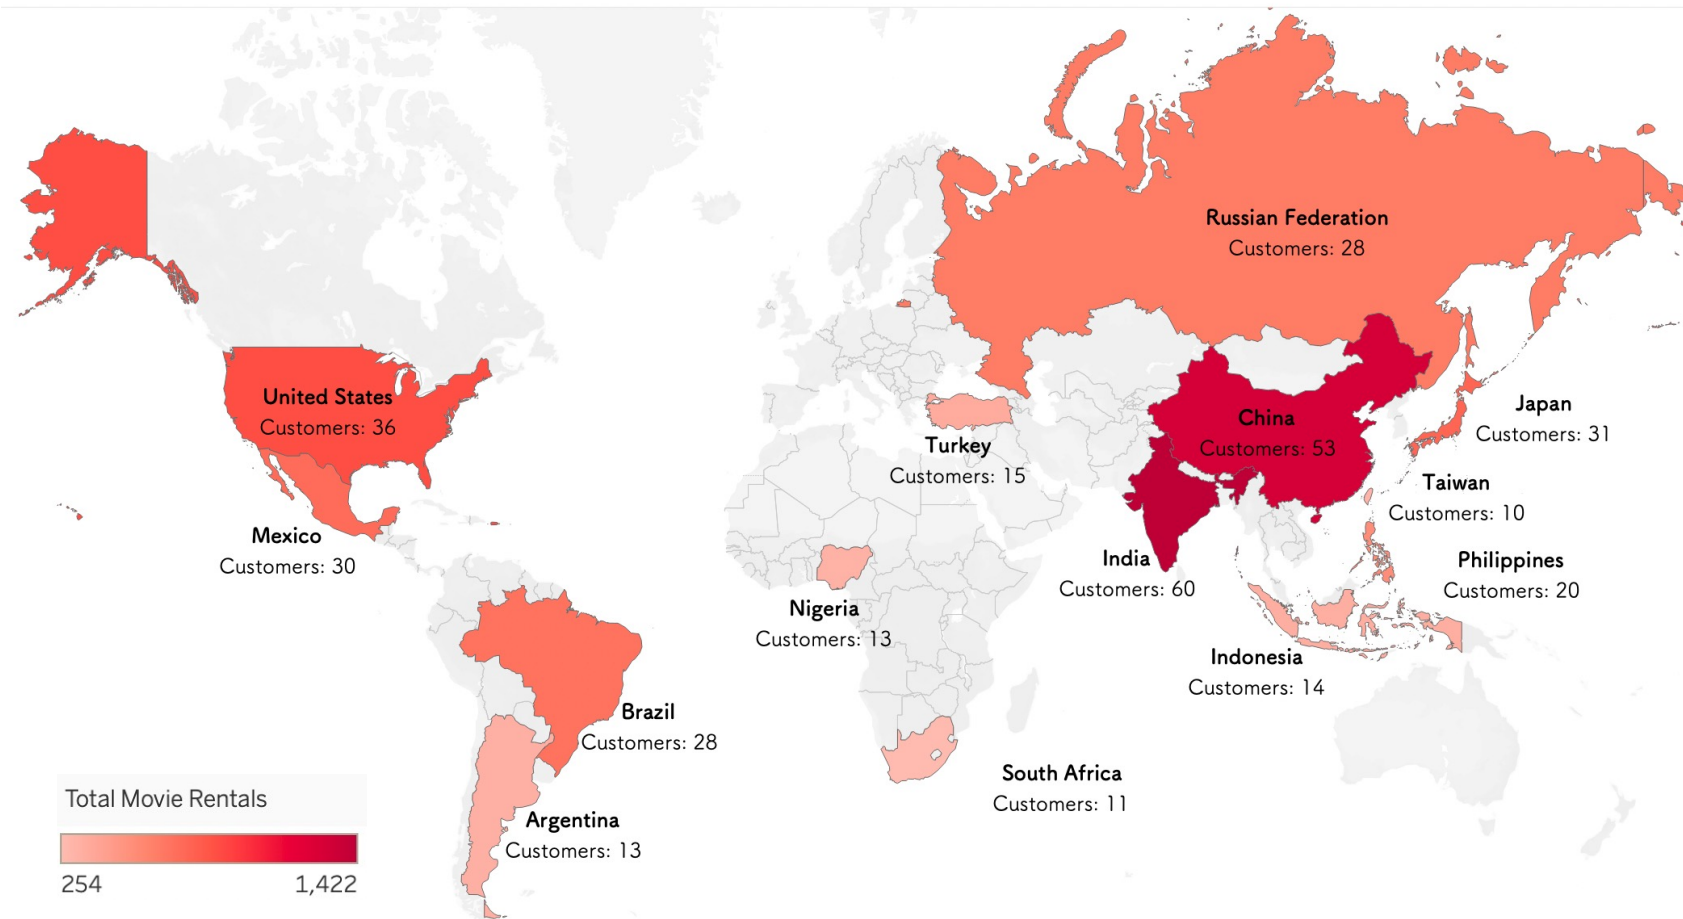 Russian Federation
Customers: 28
United States
Customers: 36
Japan
Customers: 31
China
Customers: 53
Turkey
Customers: 15
Taiwan
Customers: 10
Mexico
Customers: 30
India
Customers: 60
Philippines
Customers: 20
Nigeria
Customers: 13
Indonesia
Customers: 14
Brazil
Customers: 28
South Africa
Customers: 11
Argentina
Customers: 13
Total Movie Rentals
254 1,422